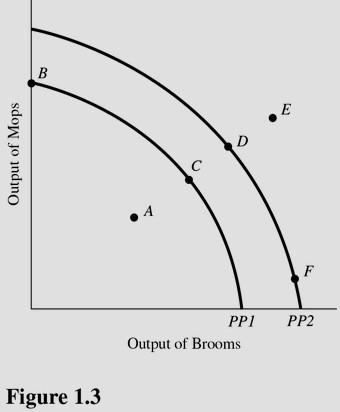 B
E
D
C
A
F
Output of Mops
PP1 PP2
Output of Brooms
Figure 1.3